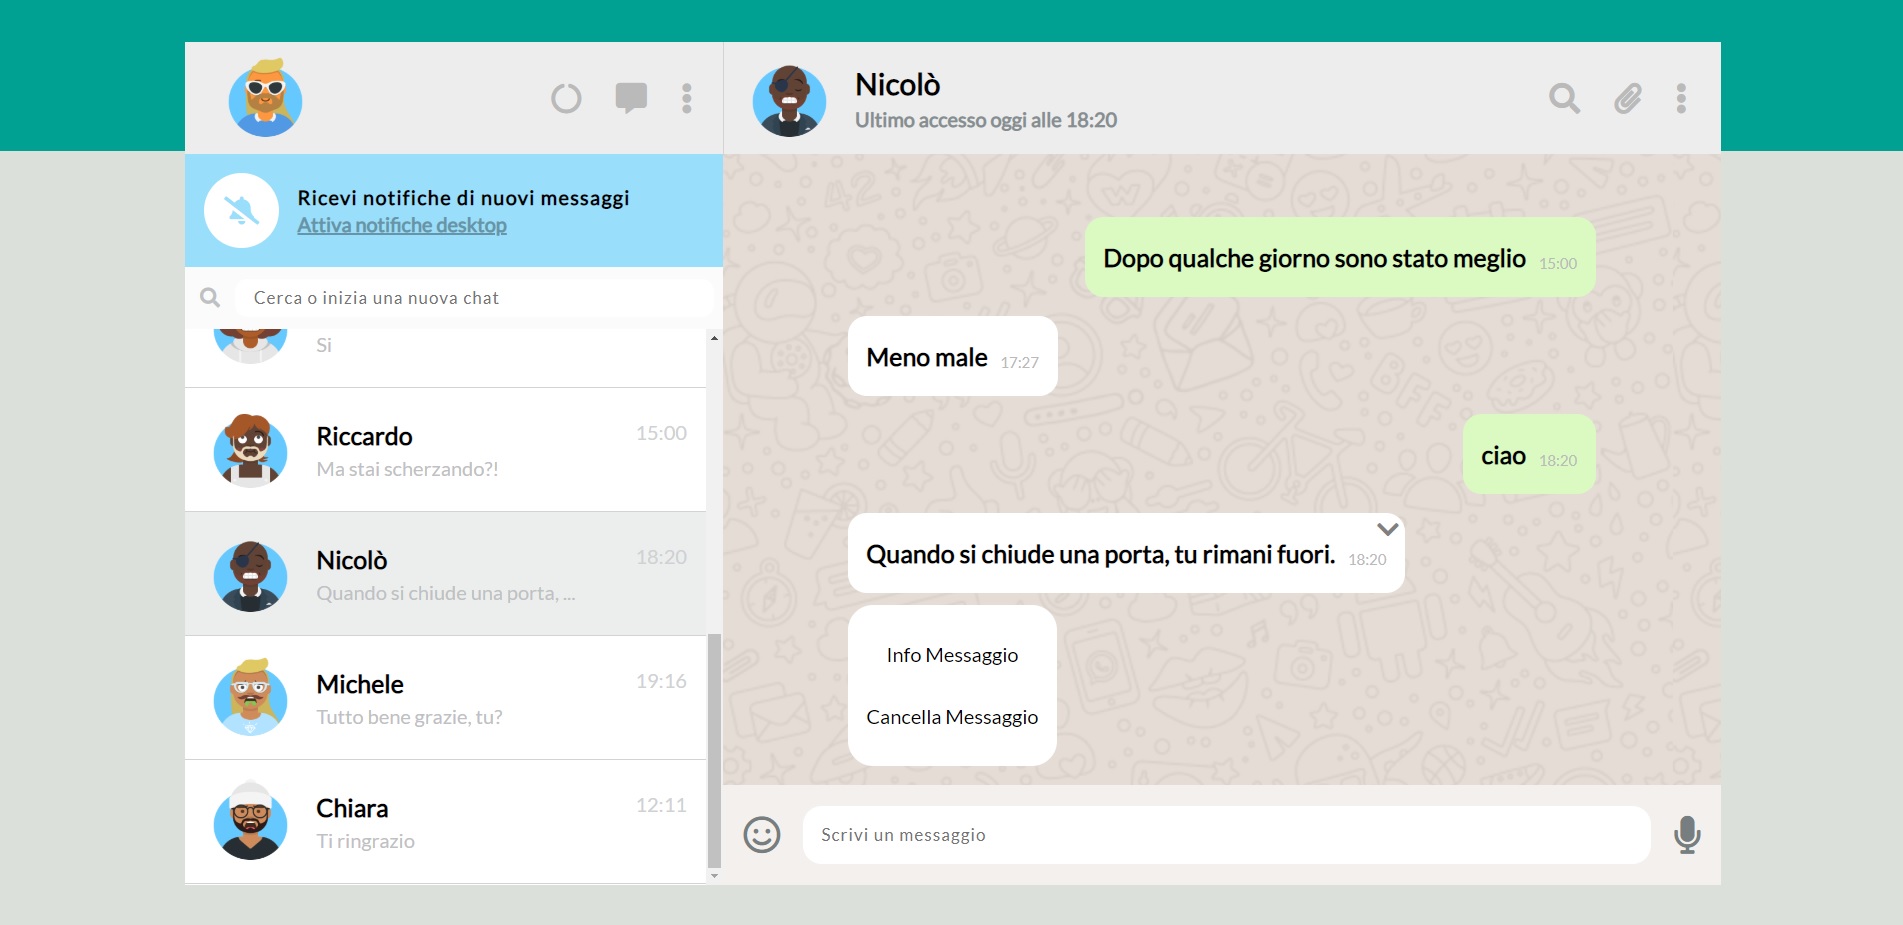 Nicolò
Ultimo accesso oggi alle 18:20
Ricevi notifiche di nuovi messaggi
Attiva notifiche desktop
Cerca o inizia una nuova chat
Si
Riccardo 15:00
Ma stai scherzando?!
Nicolò 18:20
Quando si chiude una porta, ...
Michele 19:16
Tutto bene grazie, tu?
Chiara 12:11
Ti ringrazio
Dopo qualche giorno sono stato meglio 15:00
Meno male 17:27
ciao 18:20
Quando si chiude una porta, tu rimani fuori. 18:20
Info Messaggio
Cancella Messaggio
Scrivi un messaggio